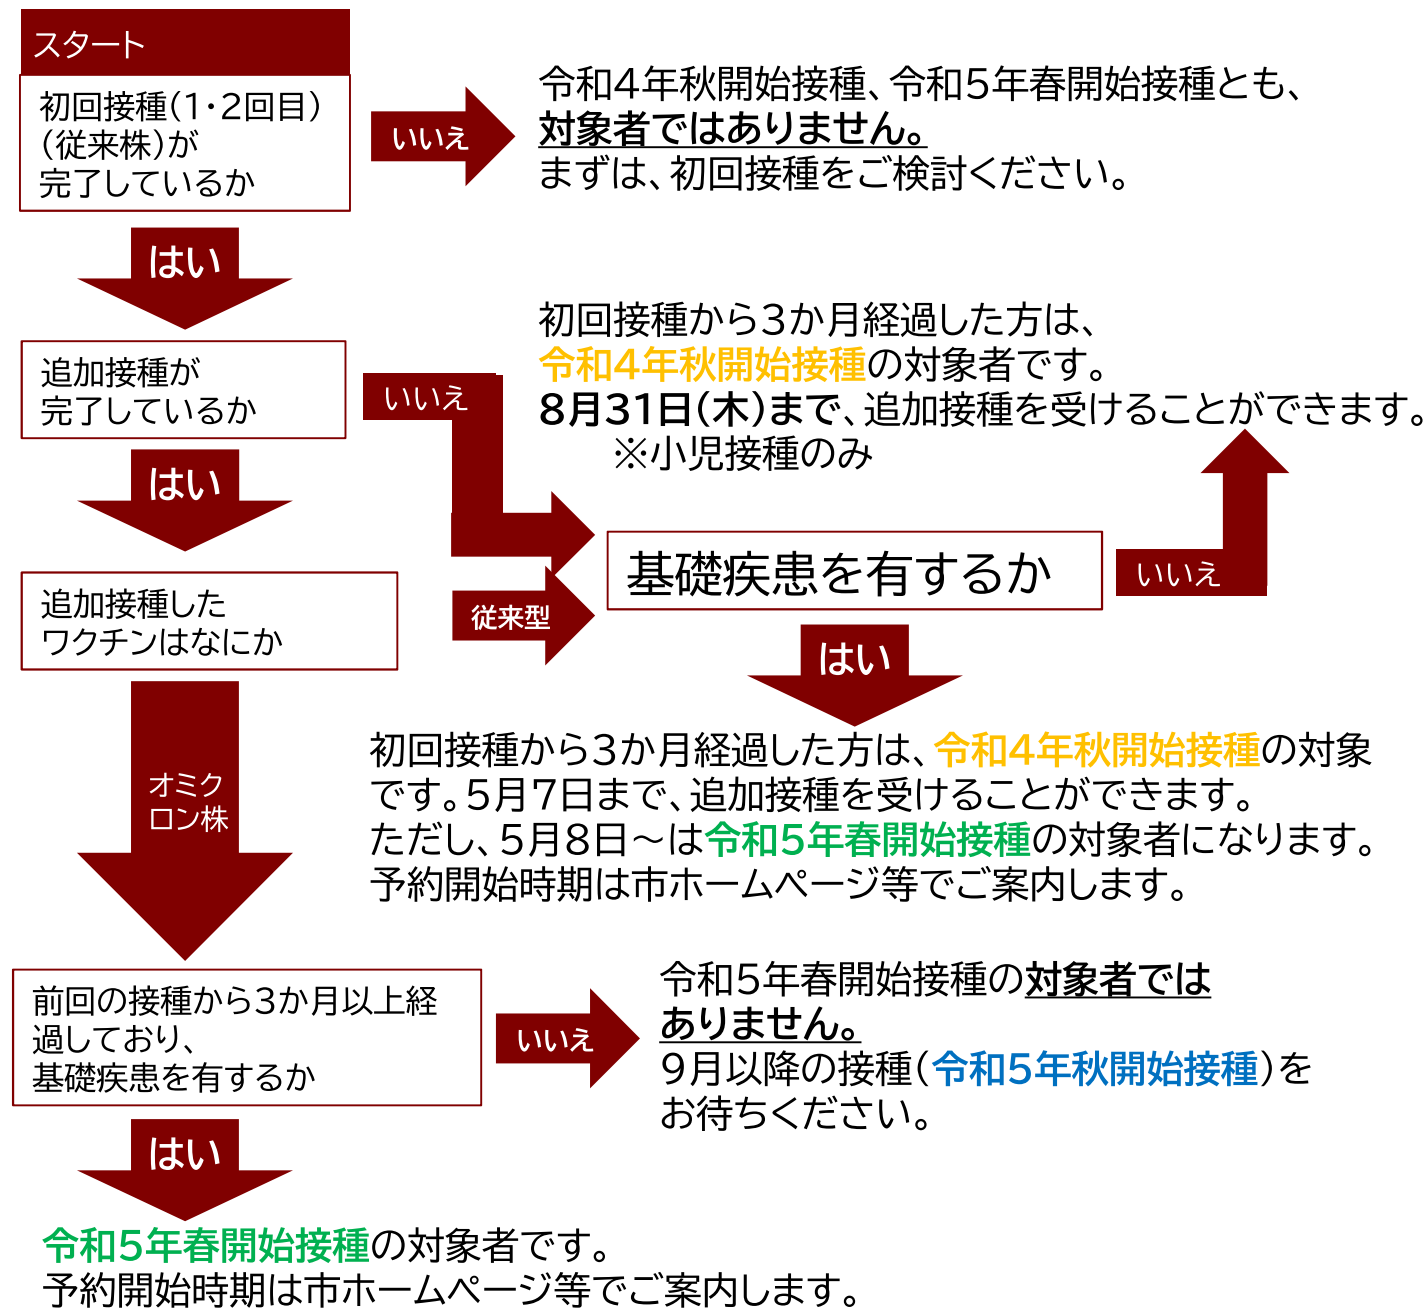 スタート
初回接種（１・２回目）
（従来株）が
完了しているか
いいえ
令和４年秋開始接種、令和５年春開始接種とも、
対象者ではありません。
まずは、初回接種をご検討ください。
はい
追加接種が
完了しているか
いいえ
初回接種から３か月経過した方は、
令和４年秋開始接種の対象者です。
８月３１日（木）まで、追加接種を受けることができます。
※小児接種のみ
はい
追加接種した
ワクチンはなにか
従来型
基礎疾患を有するか
いいえ
はい
初回接種から３か月経過した方は、令和４年秋開始接種の対象
です。５月７日まで、追加接種を受けることができます。
ただし、５月８日～は令和５年春開始接種の対象者になります。
予約開始時期は市ホームページ等でご案内します。
オミク
ロン株
前回の接種から３か月以上経
過しており、
基礎疾患を有するか
いいえ
令和５年春開始接種の対象者では
ありません。
９月以降の接種（令和５年秋開始接種）を
お待ちください。
はい
令和５年春開始接種の対象者です。
予約開始時期は市ホームページ等でご案内します。